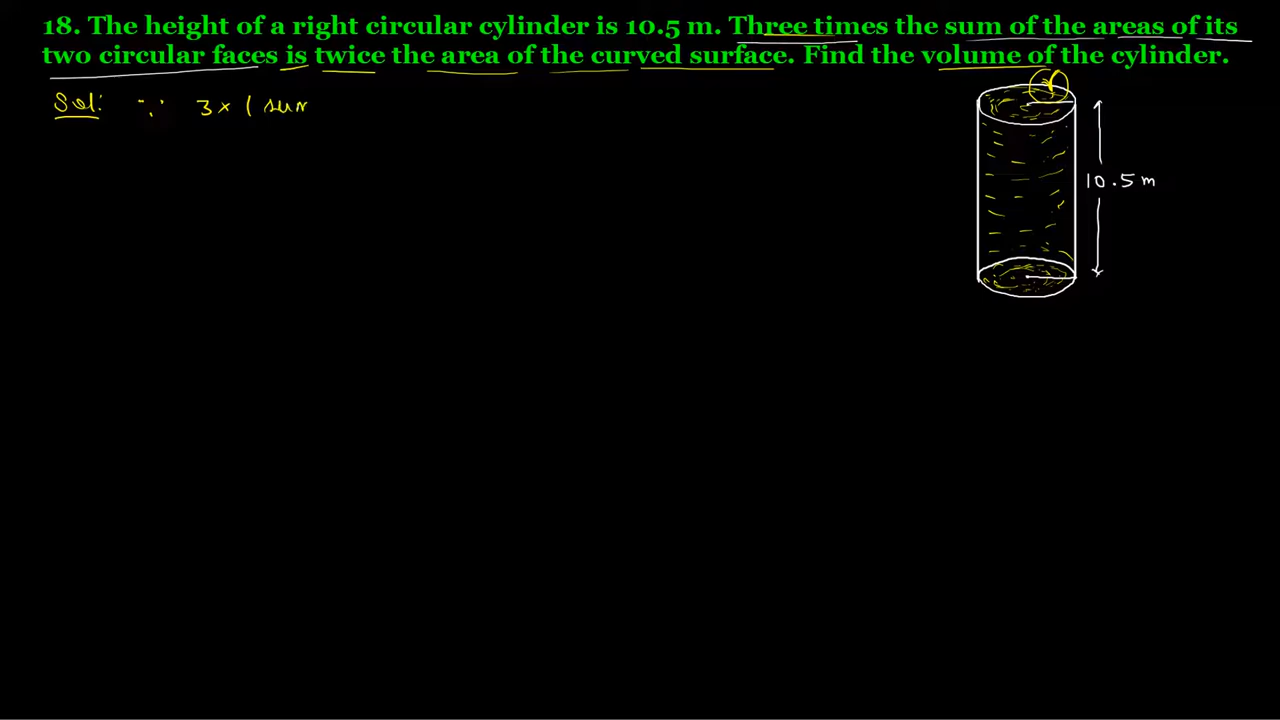 18. The height of a right circular cylinder is 10.5 m. Three times the sum of the areas of its
two circular faces is twice the area of the curved surface. Find the volume of the cylinder.
Sol: ∵ 3 × ( sum
r
10.5 m